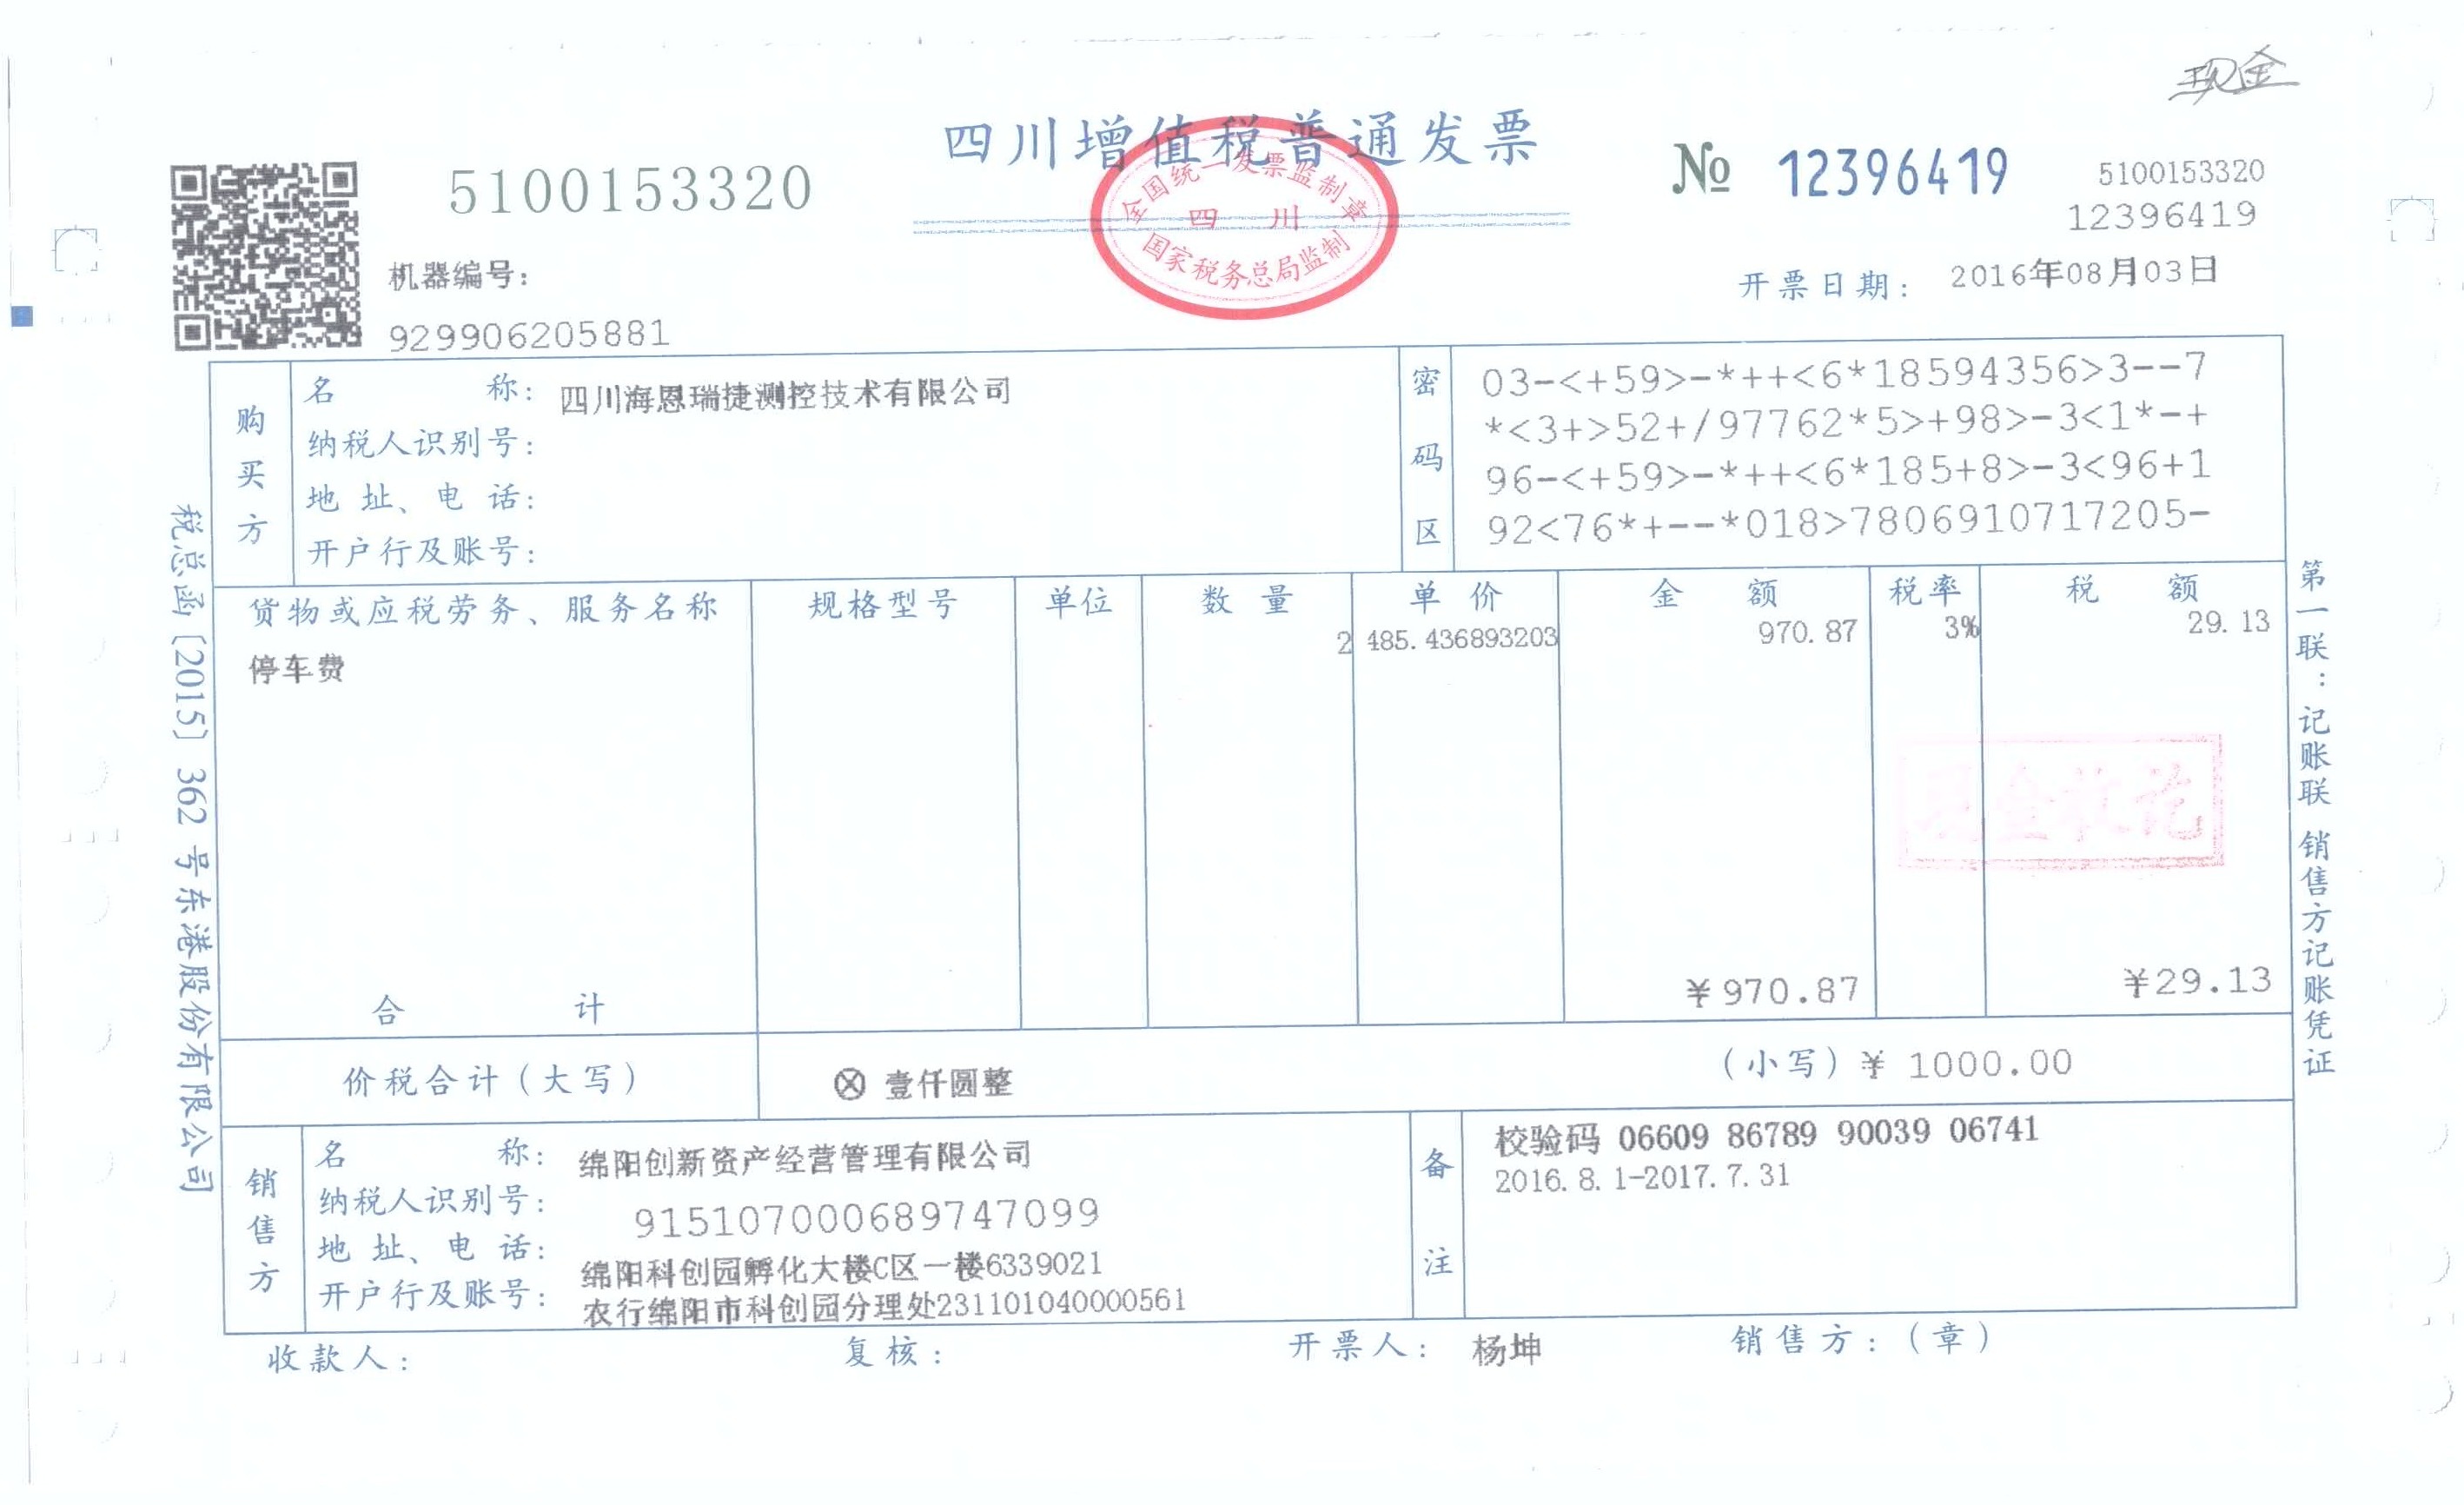 现金
四川增值税普通发票
5100153320
№ 12396419
5100153320
12396419
全国统一发票监制章
四川
国家税务总局监制
机器编号:
929906205881
开票日期: 2016年08月03日
购买方
名称: 四川海恩瑞捷测控技术有限公司
纳税人识别号:
地址、电话:
开户行及账号:
密码区
03-<+59>-*++<6*18594356>3--7
*<3+>52+/97762*5>+98>-3<1*-+
96-<+59>-*++<6*185+8>-3<96+1
92<76*+--*018>7806910717205-
货物或应税劳务、服务名称 规格型号 单位 数量 单价 金额 税率 税额
停车费 2 485.436893203 970.87 3% 29.13
现金收讫
合计 ¥970.87 ¥29.13
价税合计(大写) ⊗ 壹仟圆整 (小写)¥ 1000.00
销售方
名称: 绵阳创新资产经营管理有限公司
纳税人识别号: 915107000689747099
地址、电话: 绵阳科创园孵化大楼C区一楼6339021
开户行及账号: 农行绵阳市科创园分理处231101040000561
备注
校验码 06609 86789 90039 06741
2016.8.1-2017.7.31
收款人: 复核: 开票人: 杨坤 销售方:(章)
税总函〔2015〕362号东港股份有限公司
第一联:记账联 销售方记账凭证